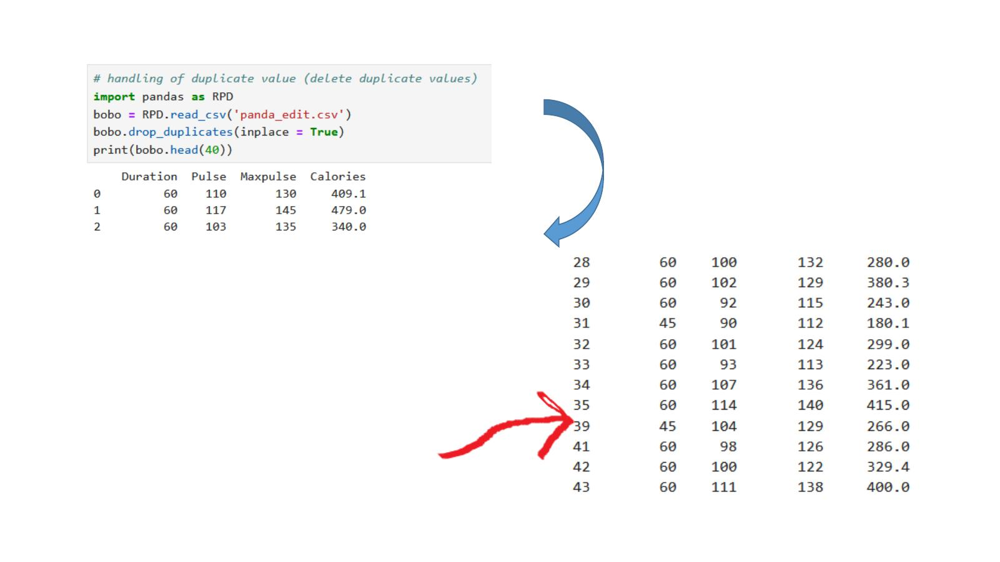 # handling of duplicate value (delete duplicate values)
import pandas as RPD
bobo = RPD.read_csv('panda_edit.csv')
bobo.drop_duplicates(inplace = True)
print(bobo.head(40))
Duration Pulse Maxpulse Calories
0 60 110 130 409.1
1 60 117 145 479.0
2 60 103 135 340.0
28 60 100 132 280.0
29 60 102 129 380.3
30 60 92 115 243.0
31 45 90 112 180.1
32 60 101 124 299.0
33 60 93 113 223.0
34 60 107 136 361.0
35 60 114 140 415.0
39 45 104 129 266.0
41 60 98 126 286.0
42 60 100 122 329.4
43 60 111 138 400.0